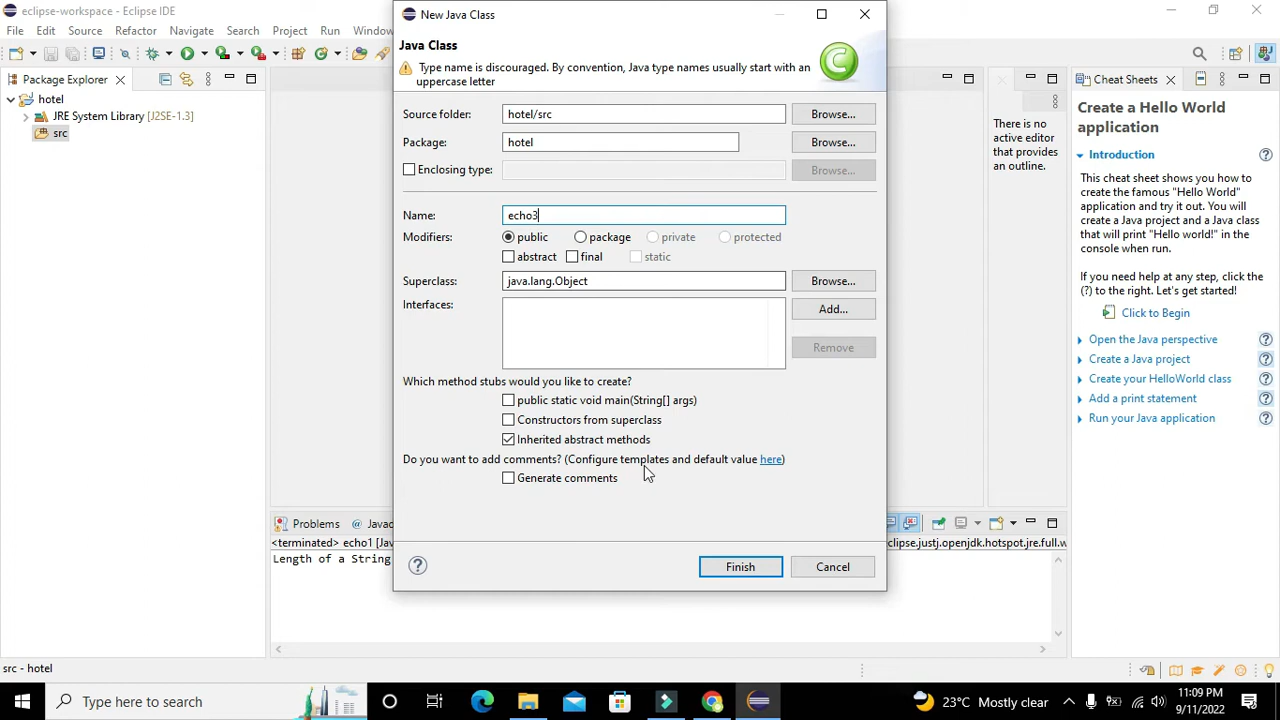 eclipse-workspace - Eclipse IDE
File Edit Source Refactor Navigate Search Project Run Window
New Java Class
Java Class
Type name is discouraged. By convention, Java type names usually start with an
uppercase letter
Source folder: hotel/src Browse...
Package: hotel Browse...
Enclosing type: Browse...
Name: echo3
Modifiers: public package private protected
abstract final static
Superclass: java.lang.Object Browse...
Interfaces: Add...
Remove
Which method stubs would you like to create?
public static void main(String[] args)
Constructors from superclass
Inherited abstract methods
Do you want to add comments? (Configure templates and default value here)
Generate comments
Finish Cancel
Package Explorer
hotel
JRE System Library [J2SE-1.3]
src
There is no
active editor
that provides
an outline.
Cheat Sheets
Create a Hello World
application
Introduction
This cheat sheet shows you how to
create the famous "Hello World"
application and try it out. You will
create a Java project and a Java class
that will print "Hello world!" in the
console when run.
If you need help at any step, click the
(?) to the right. Let's get started!
Click to Begin
Open the Java perspective
Create a Java project
Create your HelloWorld class
Add a print statement
Run your Java application
Problems @ Javac
<terminated> echo1 [Jav clipse.justj.openjdk.hotspot.jre.full.w
Length of a String
src - hotel
Type here to search
23°C Mostly clear
11:09 PM
9/11/2022